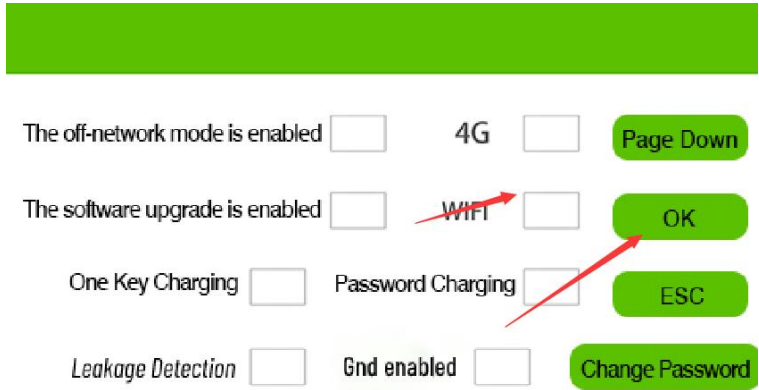 The off-network mode is enabled 4G Page Down
The software upgrade is enabled WIFI OK
One Key Charging Password Charging ESC
Leakage Detection Gnd enabled Change Password